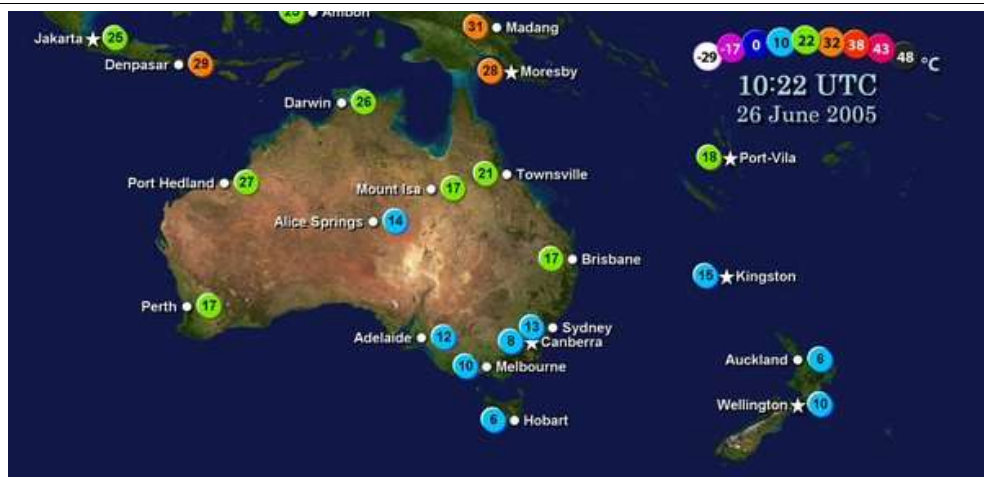 25 Ambon
31 Madang
Jakarta 25
-29 -17 0 10 22 32 38 43 48 °C
Denpasar 29
28 Moresby
10:22 UTC
26 June 2005
Darwin 26
18 Port-Vila
21 Townsville
Port Hedland 27
Mount Isa 17
Alice Springs 14
17 Brisbane
15 Kingston
Perth 17
13 Sydney
Adelaide 12
8 Canberra
Auckland 6
10 Melbourne
Wellington 10
6 Hobart